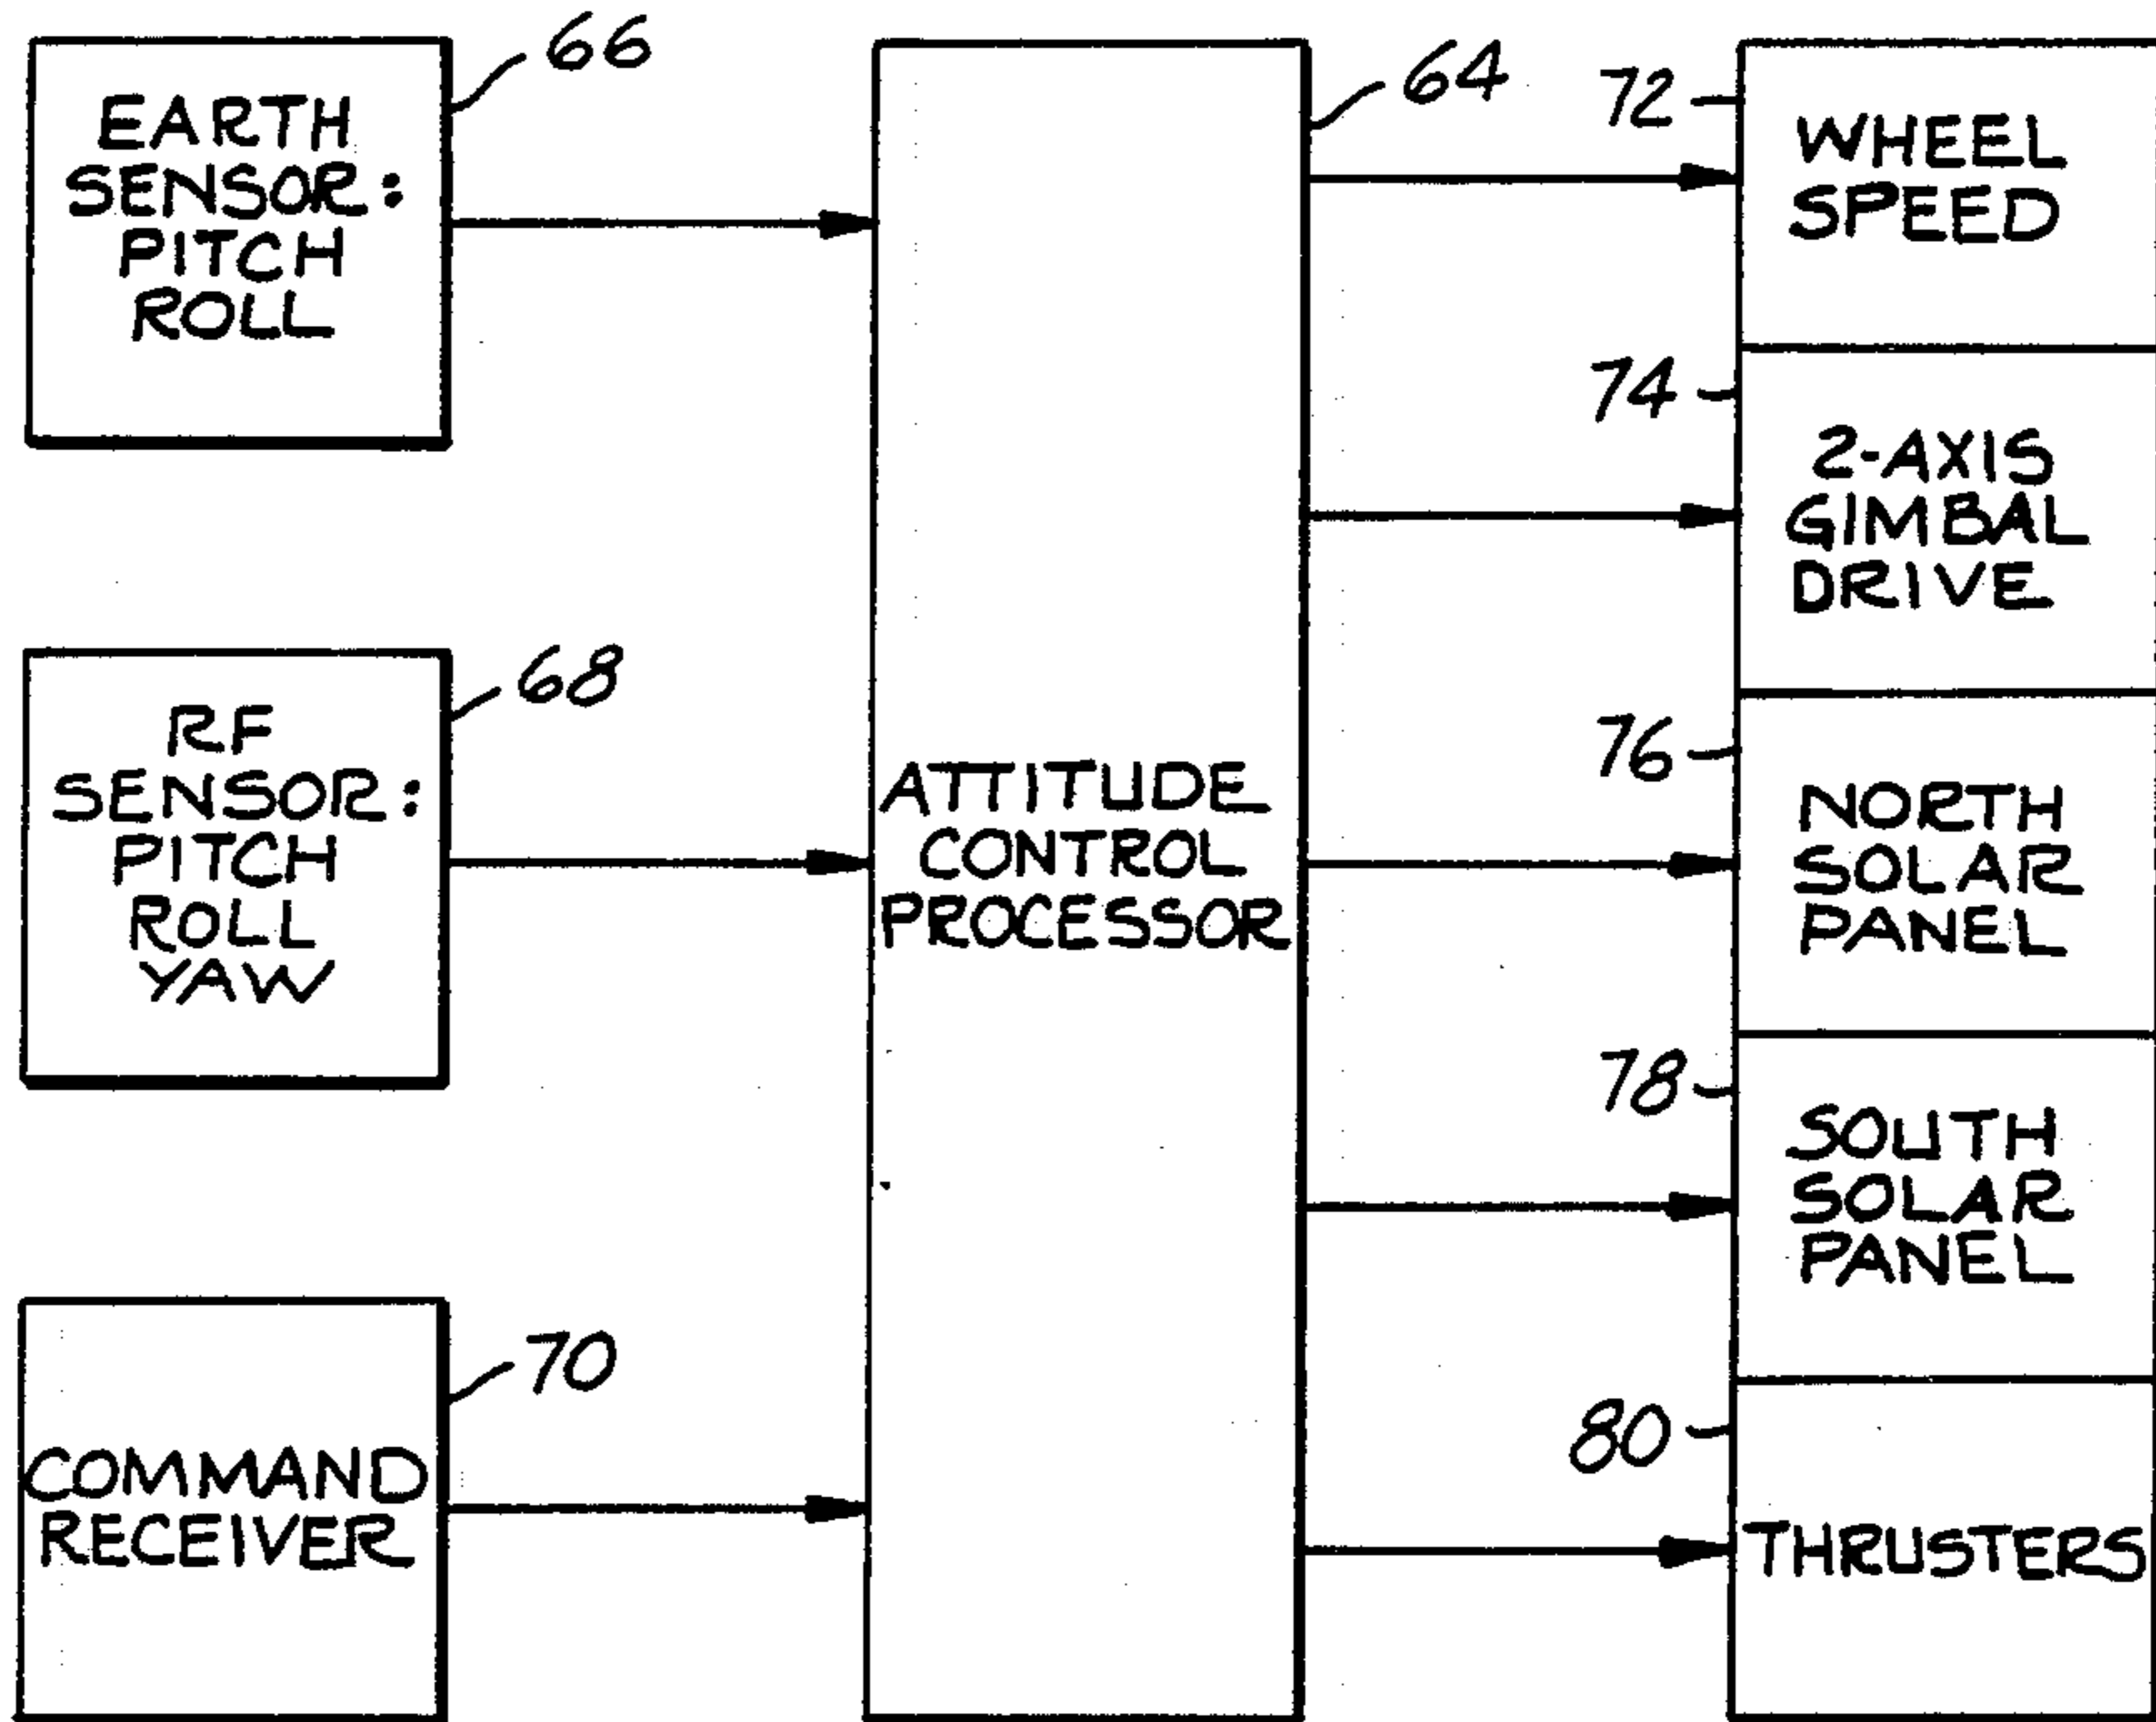 66
EARTH
SENSOR:
PITCH
ROLL
68
RF
SENSOR:
PITCH
ROLL
YAW
70
COMMAND
RECEIVER
64
ATTITUDE
CONTROL
PROCESSOR
72
WHEEL
SPEED
74
2-AXIS
GIMBAL
DRIVE
76
NORTH
SOLAR
PANEL
78
SOUTH
SOLAR
PANEL
80
THRUSTERS